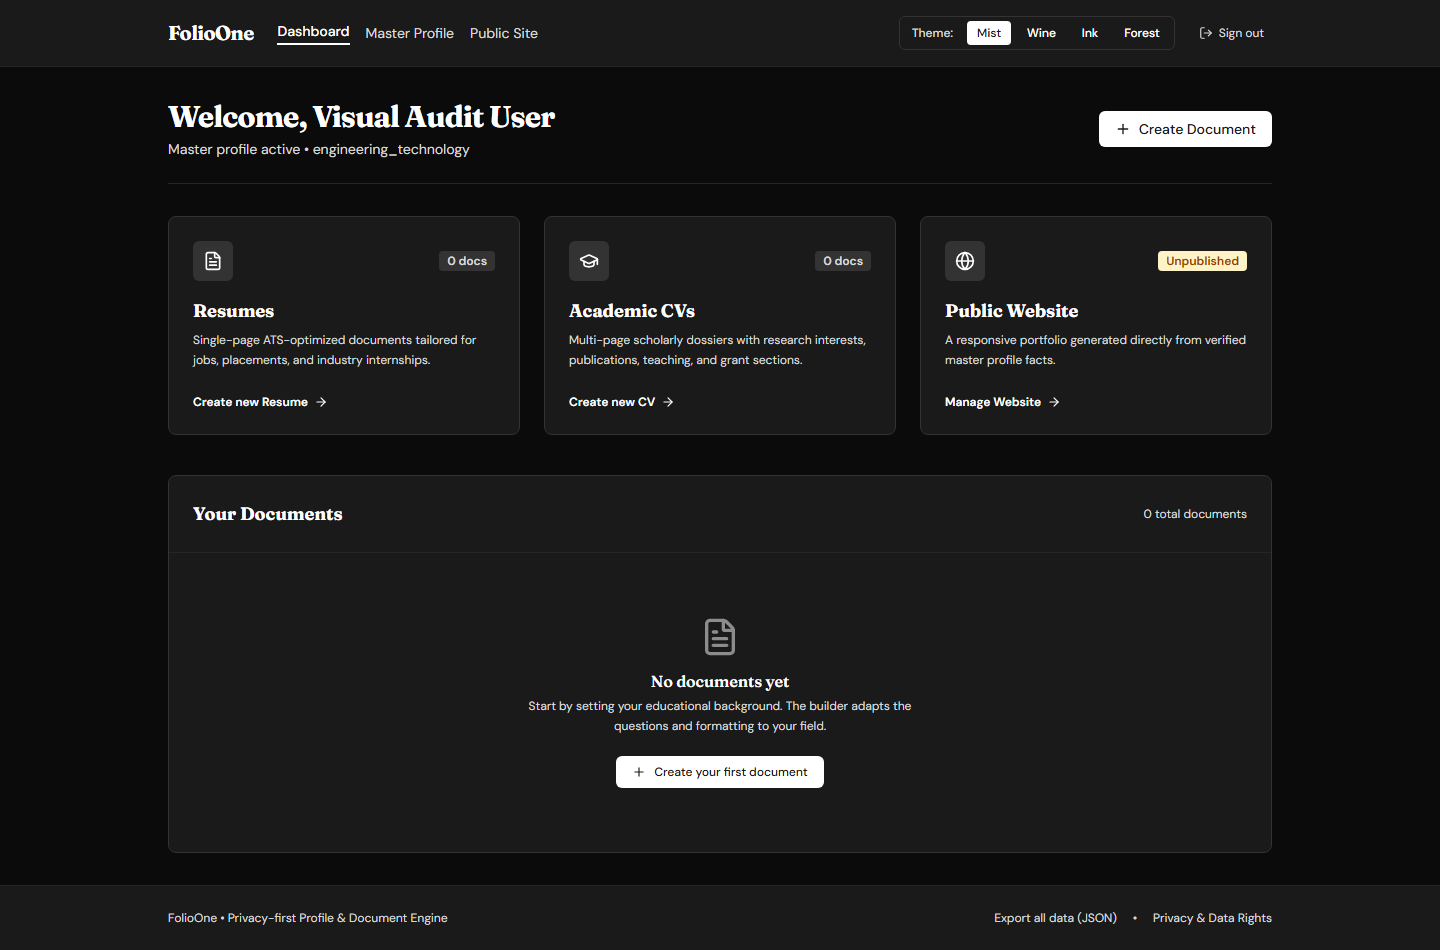 FolioOne Dashboard Master Profile Public Site Theme: Mist Wine Ink Forest Sign out
Welcome, Visual Audit User
Master profile active • engineering_technology
Create Document
0 docs
Resumes
Single-page ATS-optimized documents tailored for
jobs, placements, and industry internships.
Create new Resume
0 docs
Academic CVs
Multi-page scholarly dossiers with research interests,
publications, teaching, and grant sections.
Create new CV
Unpublished
Public Website
A responsive portfolio generated directly from verified
master profile facts.
Manage Website
Your Documents
0 total documents
No documents yet
Start by setting your educational background. The builder adapts the
questions and formatting to your field.
Create your first document
FolioOne • Privacy-first Profile & Document Engine
Export all data (JSON) • Privacy & Data Rights